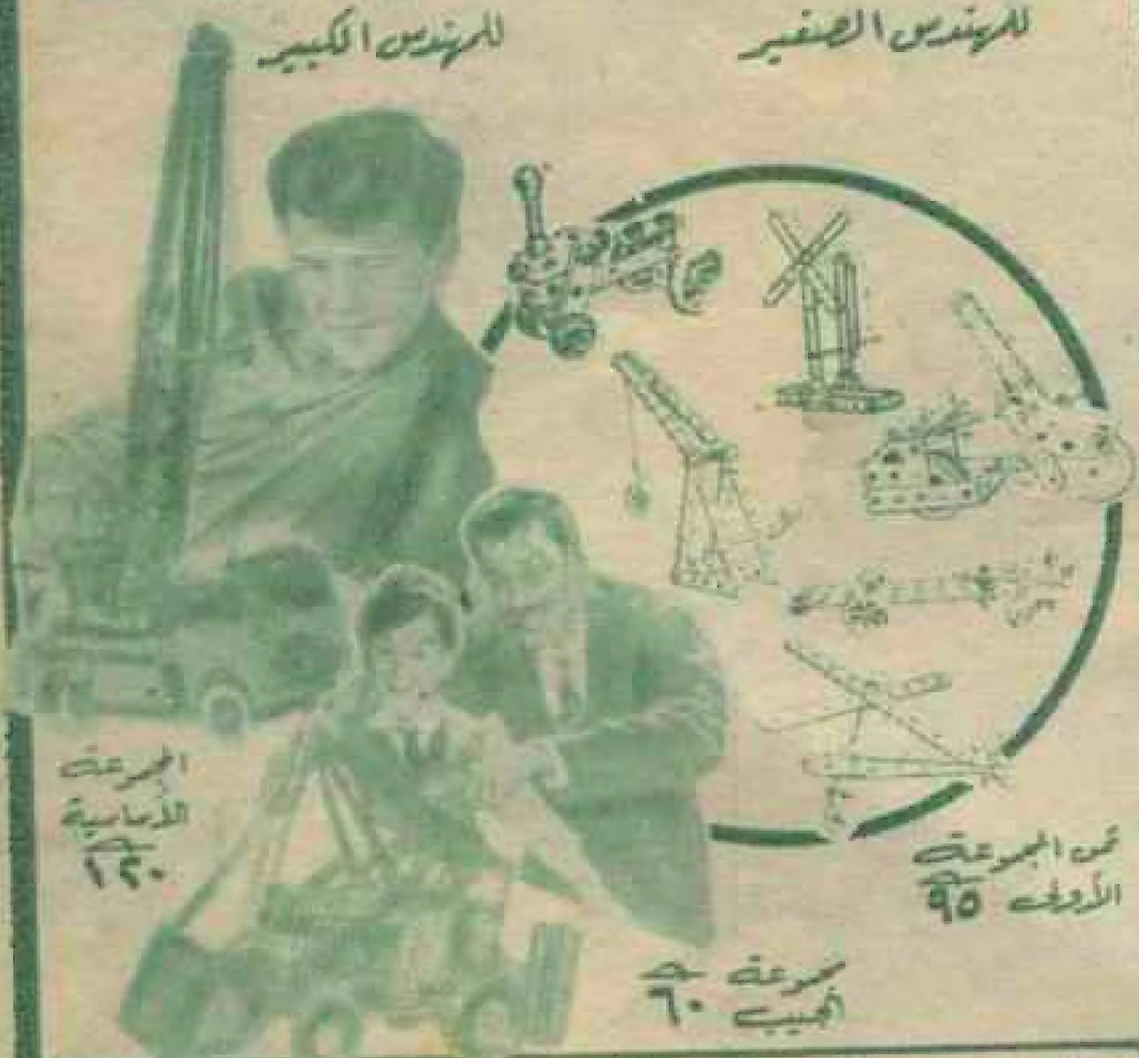 للمهندس الصغير
للمهندس الكبير
المجموعة
الأساسية
١٢٠
ثمن المجموعة
الأولى ٩٥
مجموعة
الجيب ٦٠